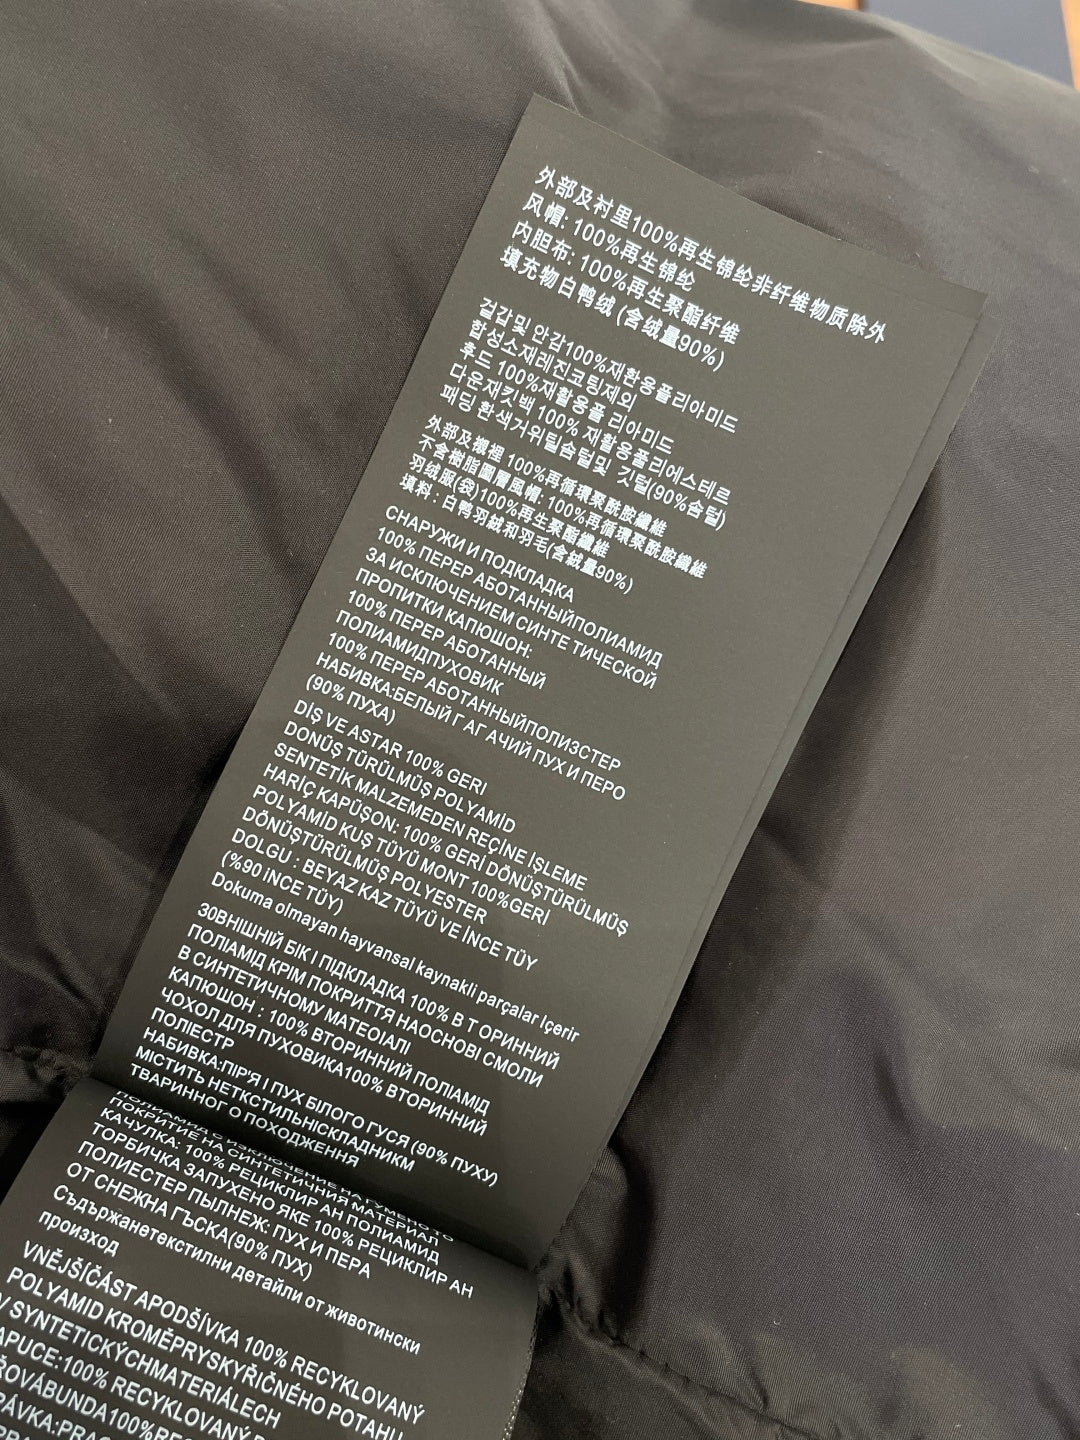 外部及衬里100%再生锦纶非纤维物质除外
风帽: 100%再生锦纶
内胆布: 100%再生聚酯纤维
填充物白鸭绒 (含绒量90%)
겉감및 안감100%재환용폴리아미드
합성소재레진코팅제외
후드 100%재활용폴 리아미드
다운재킷백 100% 재활용폴리에스테르
패딩 환색거위틸솜털및 깃털(90%솜털)
外部及襯裡 100%再循環聚酰胺纖維
不含樹脂圖層風帽: 100%再循環聚酰胺纖維
羽绒服(袋)100%再生聚酯纖維
填料 : 白鸭羽絨和羽毛(含絨量90%)
СНАРУЖИ И ПОДКЛАДКА
100% ПЕРЕР АБОТАННЫЙПОЛИАМИД
ЗА ИСКЛЮЧЕНИЕМ СИНТЕ ТИЧЕСКОЙ
ПРОПИТКИ КАПЮШОН:
100% ПЕРЕР АБОТАННЫЙ
ПОЛИАМИДПУХОВИК
100% ПЕРЕР АБОТАННЫЙПОЛИЗСТЕР
НАБИВКА:БЕЛЫЙ Г АГ АЧИЙ ПУХ И ПЕРО
(90% ПУХА)
DİŞ VE ASTAR 100% GERI
DONÜŞ TÜRÜLMÜŞ POLYAMİD
SENTETİK MALZEMEDEN REÇİNE İŞLEME
HARİÇ KAPÜŞON: 100% GERİ DÖNÜŞTÜRÜLMÜŞ
POLYAMİD KUŞ TÜYÜ MONT 100%GERİ
DÖNÜŞTÜRÜLMÜŞ POLYESTER
DOLGU : BEYAZ KAZ TÜYÜ VE İNCE TÜY
(%90 İNCE TÜY)
Dokuma olmayan hayvansal kaynakli parçalar Içerir
ЗОВНІШНІЙ БІК І ПІДКЛАДКА 100% В Т ОРИННИЙ
ПОЛІАМІД КРІМ ПОКРИТТЯ НАОСНОВІ СМОЛИ
В СИНТЕТИЧНОМУ МАТЕОІАЛІ
КАПЮШОН : 100% ВТОРИННИЙ ПОЛІАМІД
ЧОХОЛ ДЛЯ ПУХОВИКА100% ВТОРИННИЙ
ПОЛІЕСТР
НАБИВКА:ПІР'Я І ПУХ БІЛОГО ГУСЯ (90% ПУХУ)
МІСТИТЬ НЕТКСТИЛЬНІСКЛАДНИКМ
ТВАРИННОГ О ПОХОДЖЕННЯ
ПОКРИТИЕ НА СИНТЕТИЧНИЯ МАТЕРИАЛ
КАЧУЛКА: 100% РЕЦИКЛИР АН ПОЛИАМИД
ТОРБИЧКА ЗАПУХЕНО ЯКЕ 100% РЕЦИКЛИР АН
ПОЛИЕСТЕР ПЫЛНЕЖ: ПУХ И ПЕРА
ОТ СНЕЖНА ГЪСКА(90% ПУХ)
Съдържанетекстилни детайли от животински
произход
VNĚJŠÍČÁST APODŠÍVKA 100% RECYKLOVANÝ
POLYAMID KROMĚPRYSKYŘIČNÉHO POTAHU
SYNTETICKÝCHMATERIÁLECH
APUCE:100% RECYKLOVANÝ